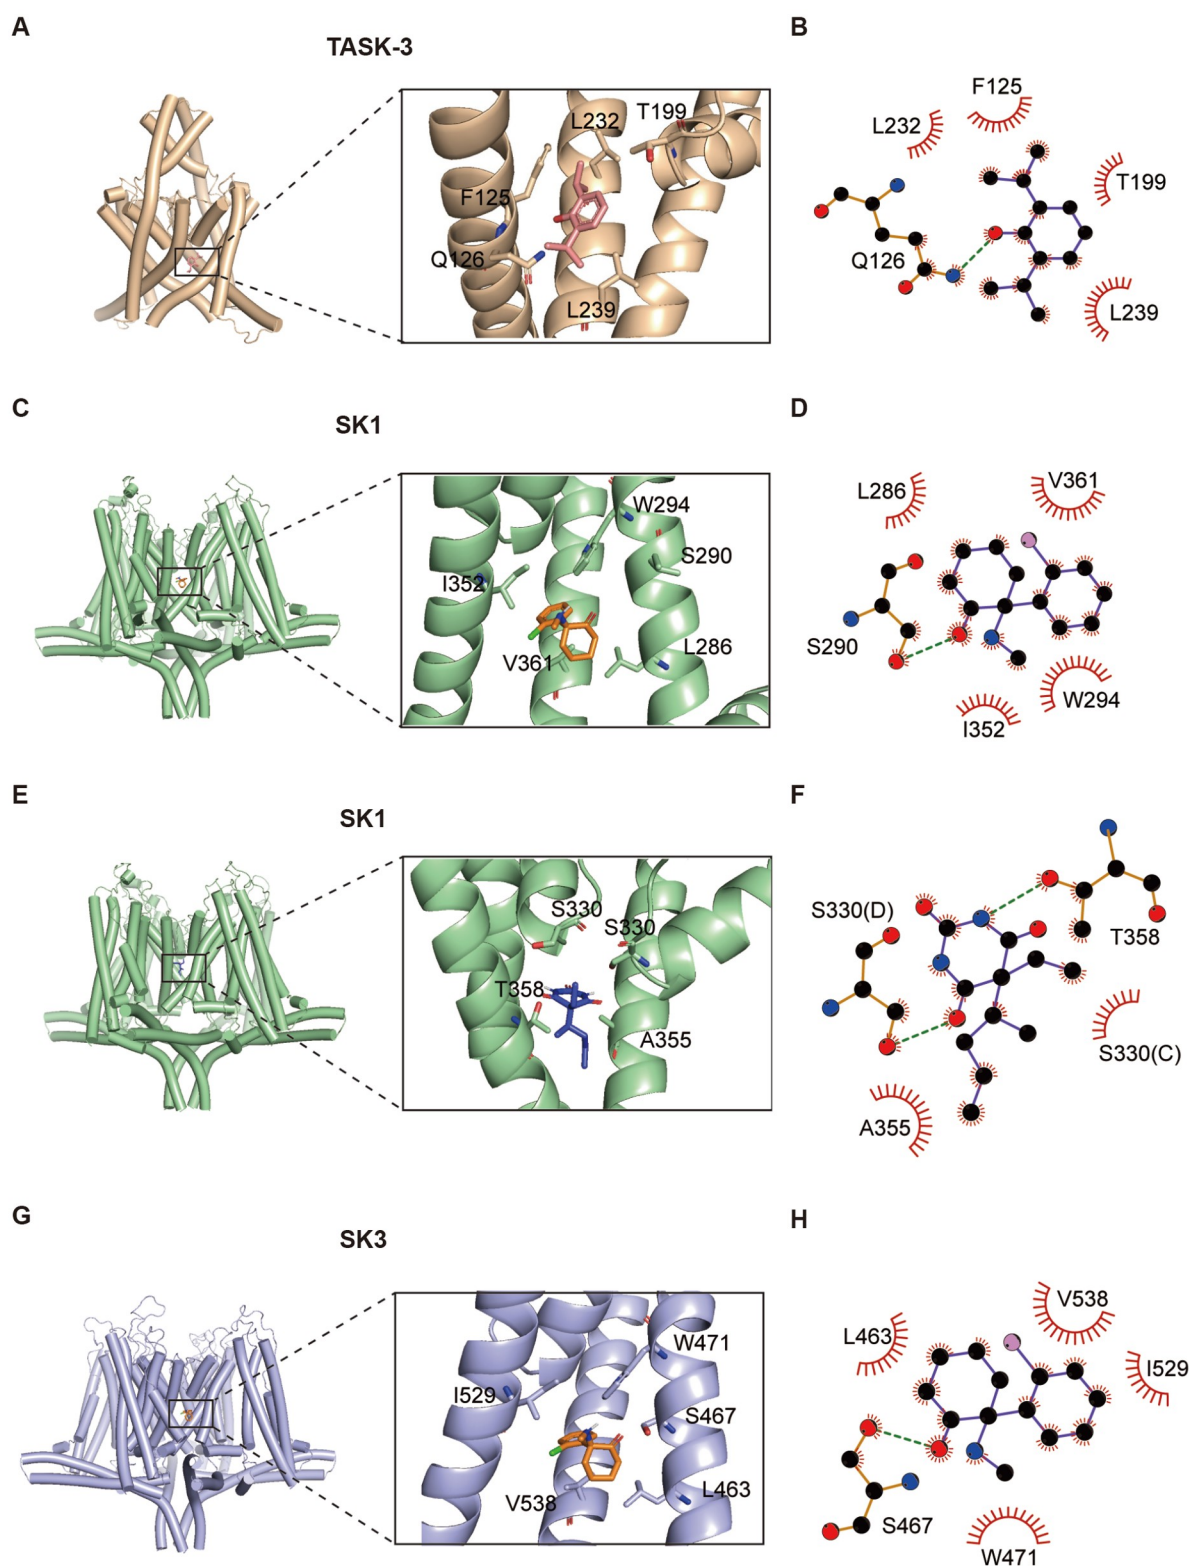 A
TASK-3
B
L232
T199
F125
Q126
L239
F125
L232
T199
Q126
L239
C
SK1
D
W294
S290
I352
V361
L286
L286
V361
S290
W294
I352
E
SK1
F
S330
S330
T358
A355
S330(D)
T358
S330(C)
A355
G
SK3
H
W471
I529
S467
V538
L463
V538
L463
I529
S467
W471